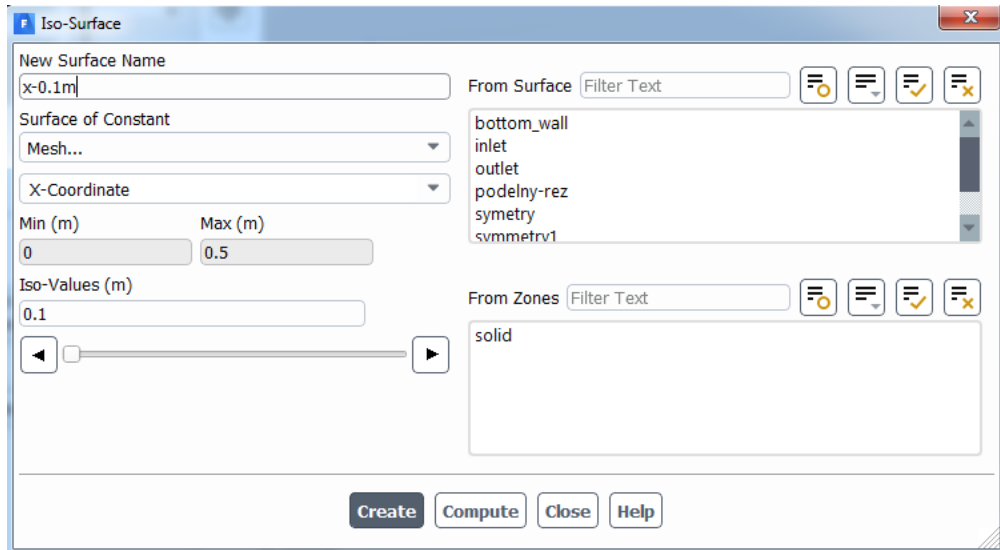 Iso-Surface
New Surface Name
x-0.1m
Surface of Constant
Mesh...
X-Coordinate
Min (m) Max (m)
0 0.5
Iso-Values (m)
0.1
From Surface Filter Text
bottom_wall
inlet
outlet
podelny-rez
symetry
symmetry1
From Zones Filter Text
solid
Create Compute Close Help